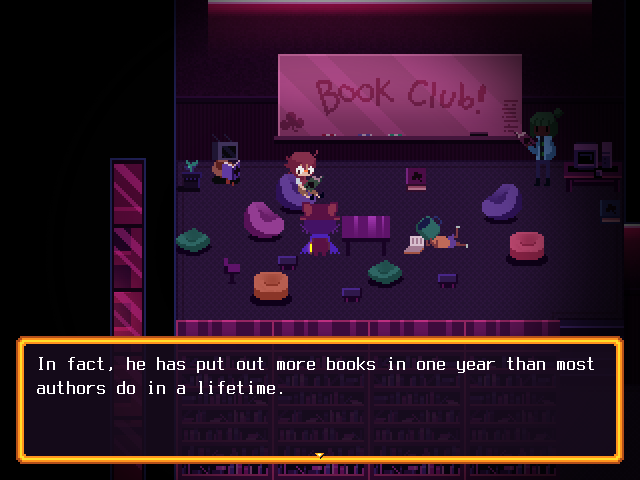 Book Club!
In fact, he has put out more books in one year than most
authors do in a lifetime.